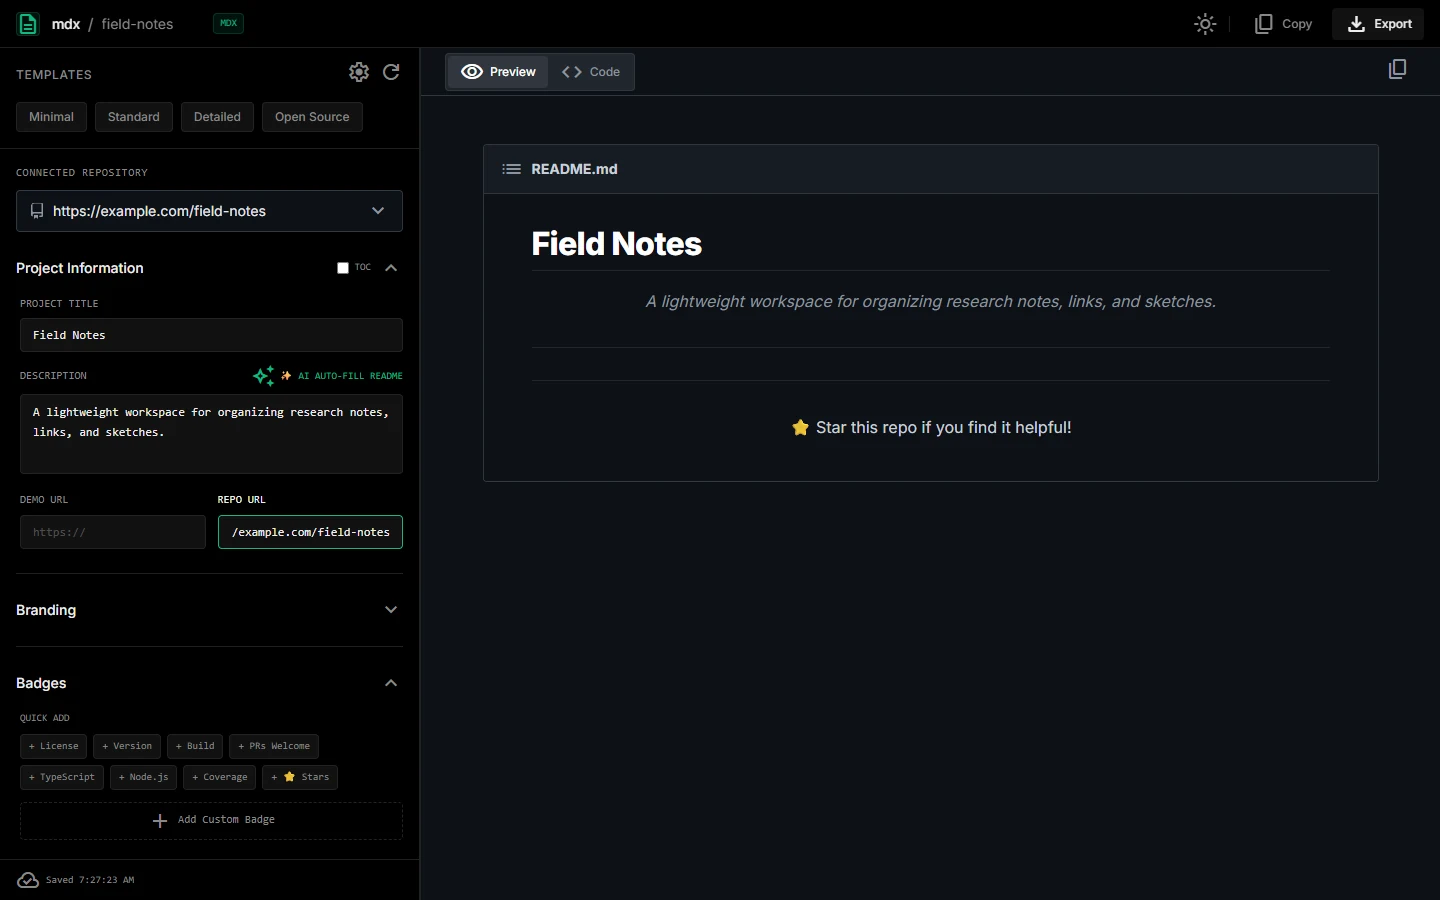 mdx / field-notes MDX
Copy Export
TEMPLATES
Minimal Standard Detailed Open Source
CONNECTED REPOSITORY
https://example.com/field-notes
Project Information TOC
PROJECT TITLE
Field Notes
DESCRIPTION ✨ AI AUTO-FILL README
A lightweight workspace for organizing research notes,
links, and sketches.
DEMO URL REPO URL
https:// /example.com/field-notes
Branding
Badges
QUICK ADD
+ License + Version + Build + PRs Welcome
+ TypeScript + Node.js + Coverage + ⭐ Stars
Add Custom Badge
Saved 7:27:23 AM
Preview Code
README.md
Field Notes
A lightweight workspace for organizing research notes, links, and sketches.
⭐ Star this repo if you find it helpful!